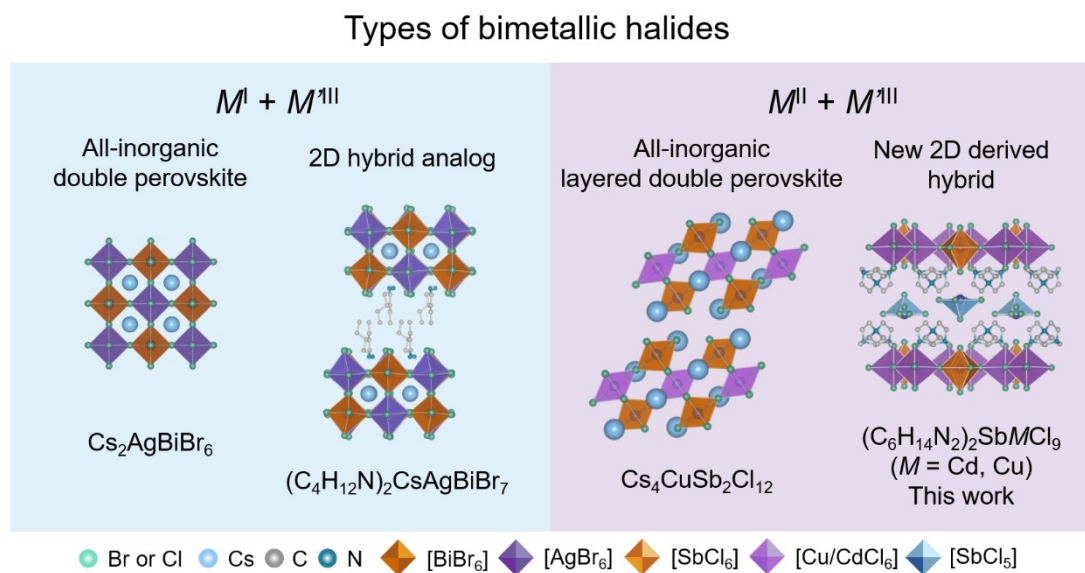 Types of bimetallic halides
Mᴵ + M’ᴵᴵᴵ
All-inorganic
double perovskite
2D hybrid analog
Cs₂AgBiBr₆
(C₄H₁₂N)₂CsAgBiBr₇
Mᴵᴵ + M’ᴵᴵᴵ
All-inorganic
layered double perovskite
New 2D derived
hybrid
Cs₄CuSb₂Cl₁₂
(C₆H₁₄N₂)₂SbMCl₉
(M = Cd, Cu)
This work
Br or Cl Cs C N [BiBr₆] [AgBr₆] [SbCl₆] [Cu/CdCl₆] [SbCl₅]